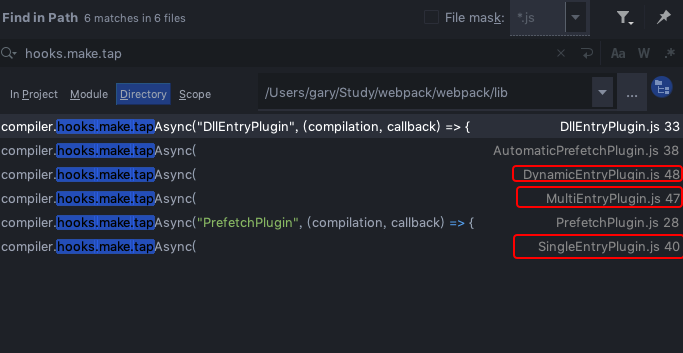 Find in Path 6 matches in 6 files File mask: *.js
hooks.make.tap Aa W .*
In Project Module Directory Scope /Users/gary/Study/webpack/webpack/lib ...
compiler.hooks.make.tapAsync("DllEntryPlugin", (compilation, callback) => { DllEntryPlugin.js 33
compiler.hooks.make.tapAsync( AutomaticPrefetchPlugin.js 38
compiler.hooks.make.tapAsync( DynamicEntryPlugin.js 48
compiler.hooks.make.tapAsync( MultiEntryPlugin.js 47
compiler.hooks.make.tapAsync("PrefetchPlugin", (compilation, callback) => { PrefetchPlugin.js 28
compiler.hooks.make.tapAsync( SingleEntryPlugin.js 40